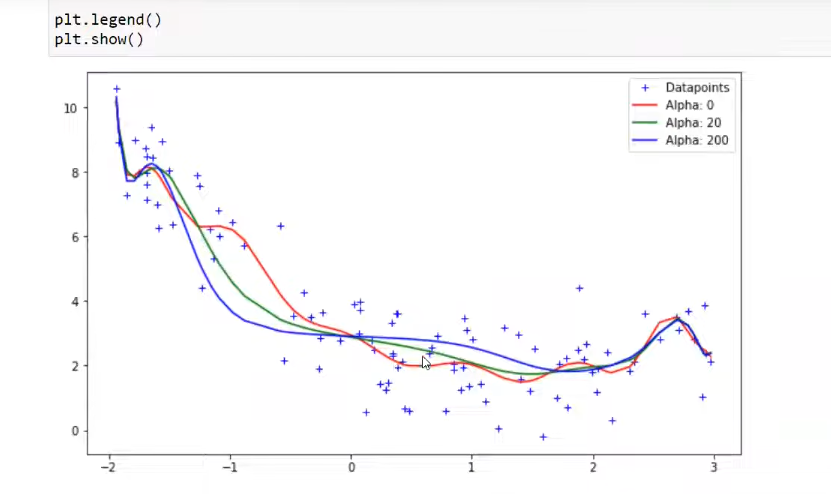 plt.legend()
plt.show()
Datapoints
Alpha: 0
Alpha: 20
Alpha: 200
10
8
6
4
2
0
−2
−1
0
1
2
3